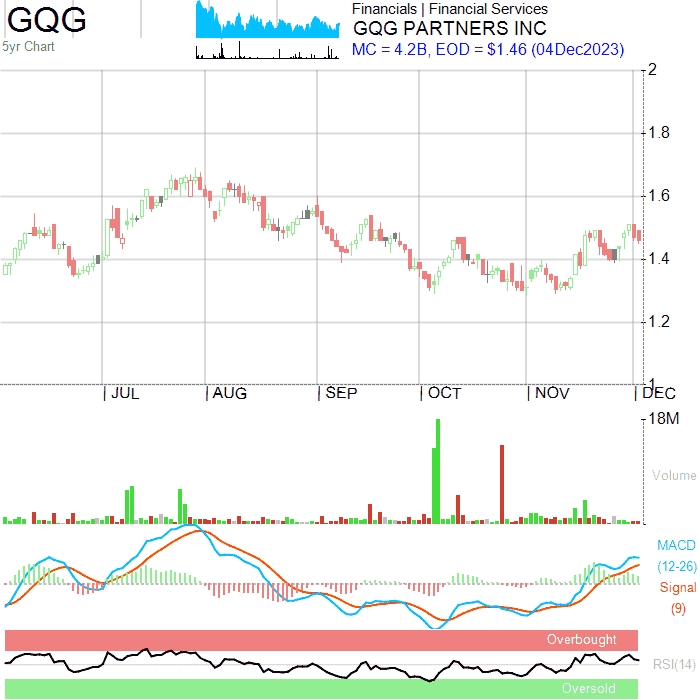 GQG
5yr Chart
Financials | Financial Services
GQG PARTNERS INC
MC = 4.2B, EOD = $1.46 (04Dec2023)
2
1.8
1.6
1.4
1.2
1
| JUL | AUG | SEP | OCT | NOV | DEC
18M
Volume
MACD
(12-26)
Signal
(9)
Overbought
RSI(14)
Oversold